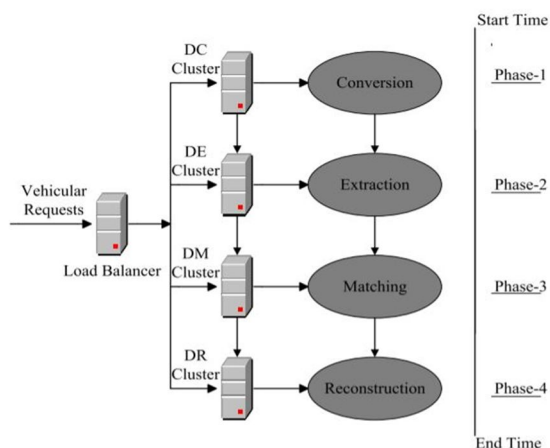 Start Time
DC
Cluster
Conversion
Phase-1
DE
Cluster
Extraction
Phase-2
Vehicular
Requests
Load Balancer
DM
Cluster
Matching
Phase-3
DR
Cluster
Reconstruction
Phase-4
End Time